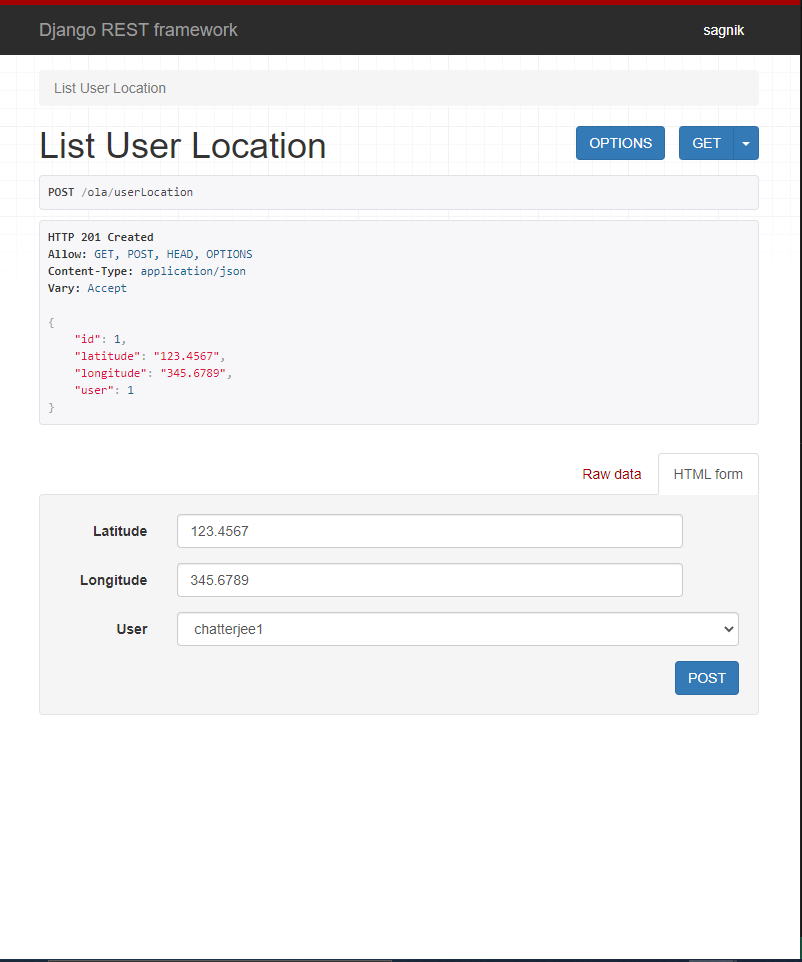 Django REST framework
sagnik
List User Location
List User Location
OPTIONS
GET
POST /ola/userLocation
HTTP 201 Created
Allow: GET, POST, HEAD, OPTIONS
Content-Type: application/json
Vary: Accept
{
    "id": 1,
    "latitude": "123.4567",
    "longitude": "345.6789",
    "user": 1
}
Raw data
HTML form
Latitude 123.4567
Longitude 345.6789
User chatterjee1
POST